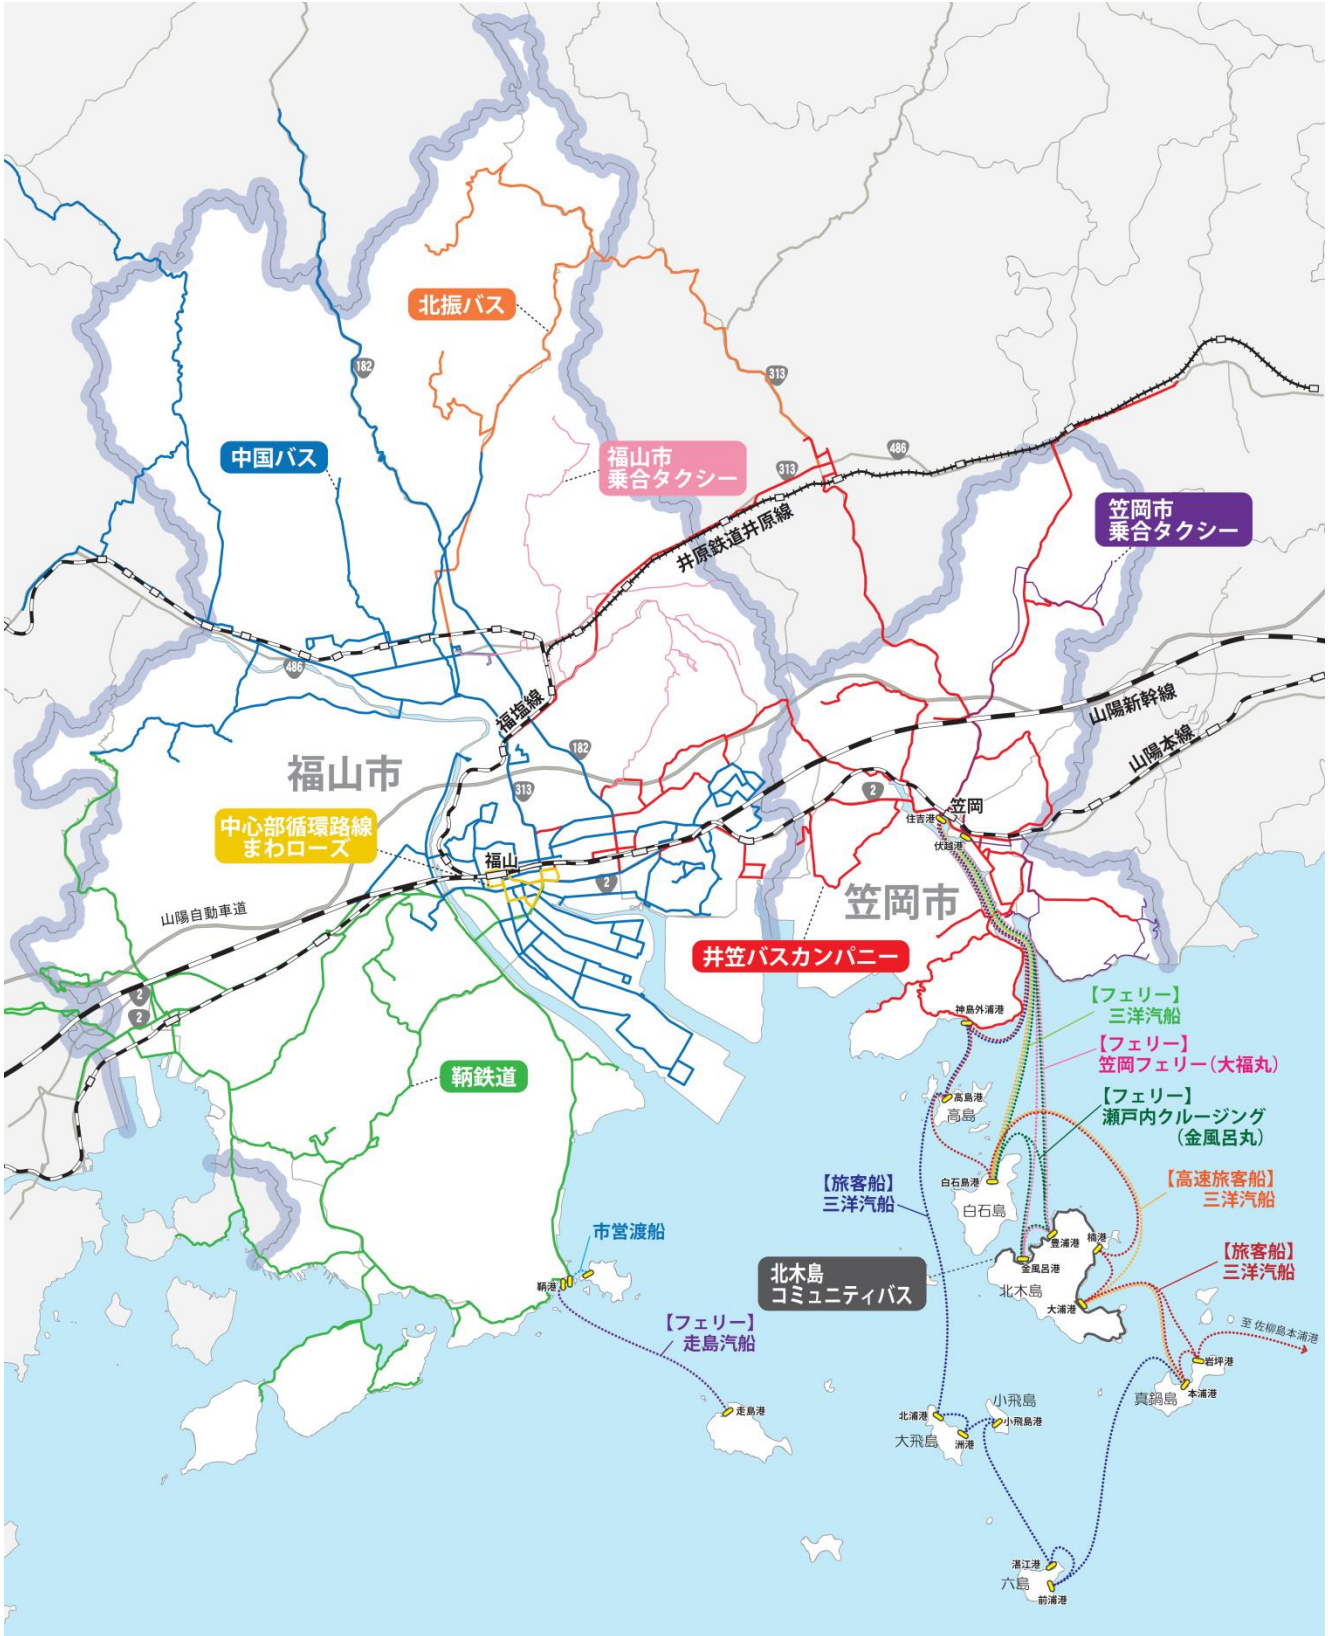 北振バス
182
313
中国バス
福山市
乗合タクシー
313
486
井原鉄道井原線
笠岡市
乗合タクシー
486
福塩線
山陽新幹線
山陽本線
福山市
182
313
2
笠岡
住吉港
伏越港
中心部循環路線
まわローズ
福山
2
笠岡市
山陽自動車道
井笠バスカンパニー
2
2
神島外浦港
【フェリー】
三洋汽船
【フェリー】
笠岡フェリー(大福丸)
鞆鉄道
高島港
高島
【フェリー】
瀬戸内クルージング
(金風呂丸)
白石島港
白石島
【旅客船】
三洋汽船
【高速旅客船】
三洋汽船
市営渡船
豊浦港
楠港
金風呂港
北木島
大浦港
【旅客船】
三洋汽船
北木島
コミュニティバス
鞆港
【フェリー】
走島汽船
至 佐柳島本浦港
岩坪港
本浦港
真鍋島
走島港
小飛島
小飛島港
北浦港
大飛島
洲港
湛江港
六島
前浦港